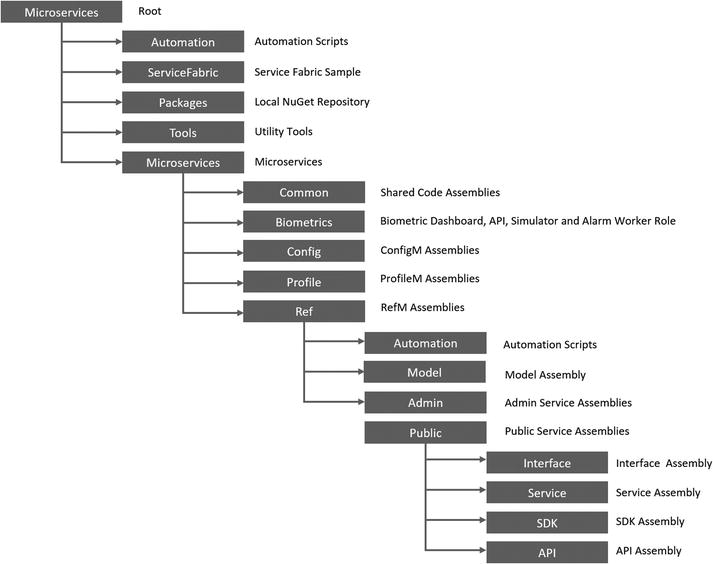 Microservices Root
Automation Automation Scripts
ServiceFabric Service Fabric Sample
Packages Local NuGet Repository
Tools Utility Tools
Microservices Microservices
Common Shared Code Assemblies
Biometrics Biometric Dashboard, API, Simulator and Alarm Worker Role
Config ConfigM Assemblies
Profile ProfileM Assemblies
Ref RefM Assemblies
Automation Automation Scripts
Model Model Assembly
Admin Admin Service Assemblies
Public Public Service Assemblies
Interface Interface Assembly
Service Service Assembly
SDK SDK Assembly
API API Assembly